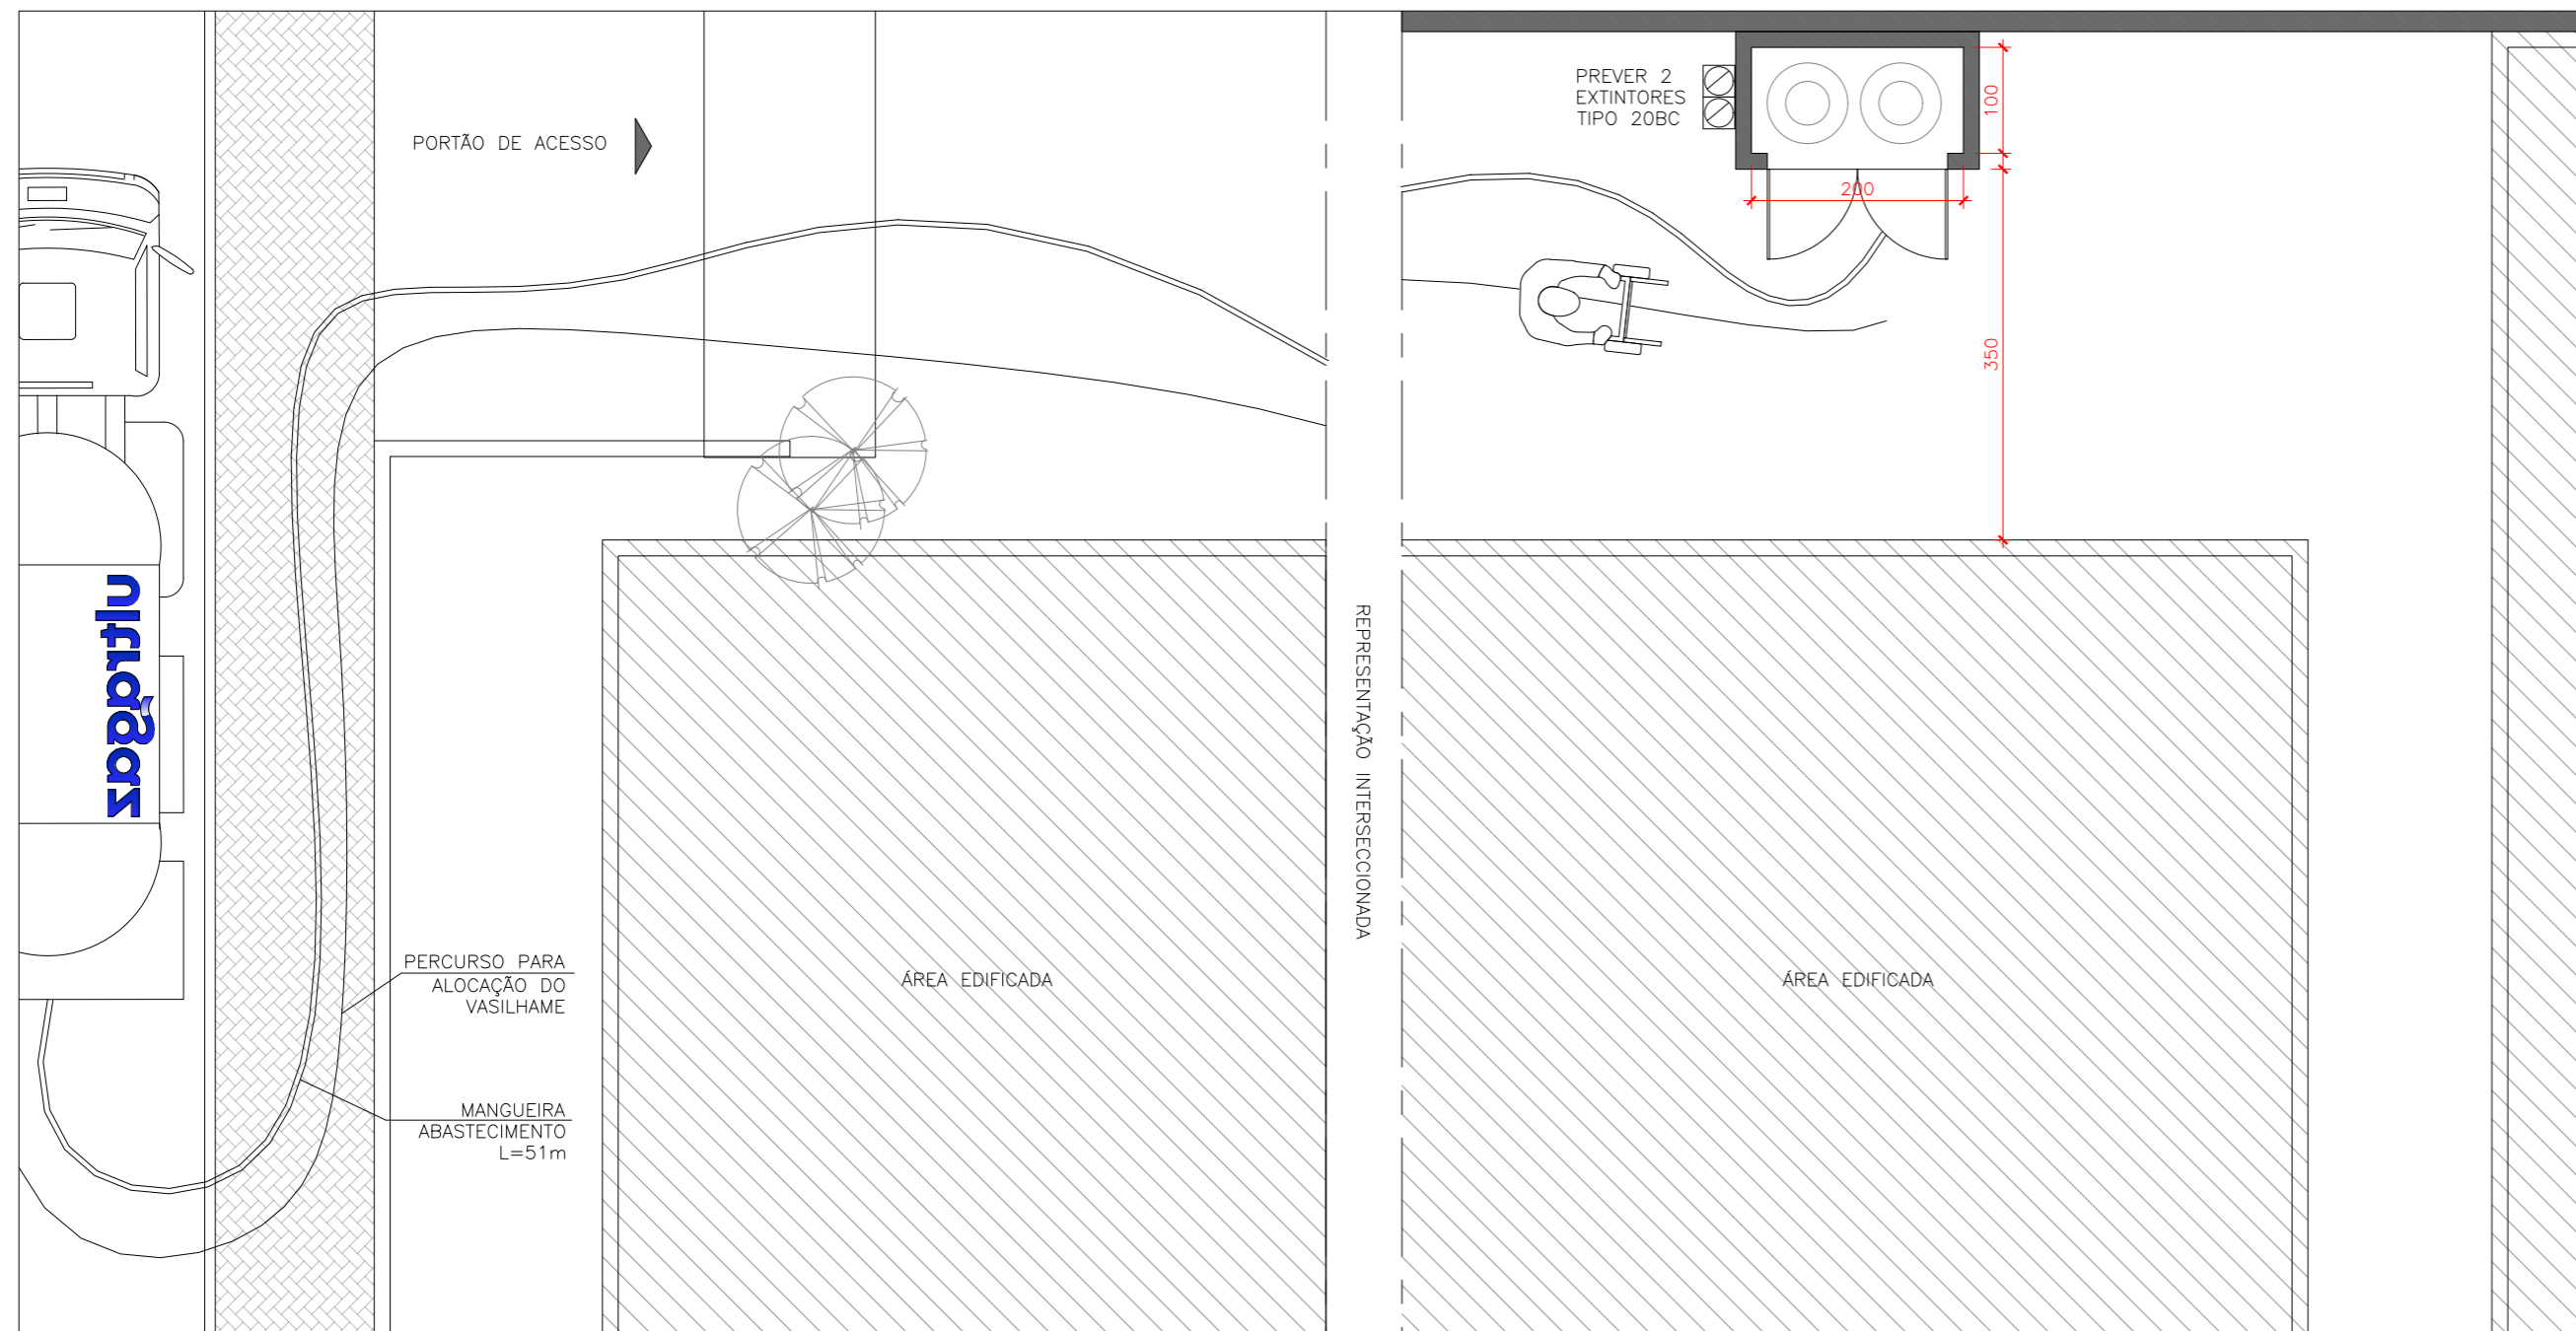 PORTÃO DE ACESSO
PREVER 2
EXTINTORES
TIPO 20BC
100
200
350
ultragaz
REPRESENTAÇÃO INTERSECCIONADA
PERCURSO PARA
ALOCAÇÃO DO
VASILHAME
ÁREA EDIFICADA
ÁREA EDIFICADA
MANGUEIRA
ABASTECIMENTO
L=51m